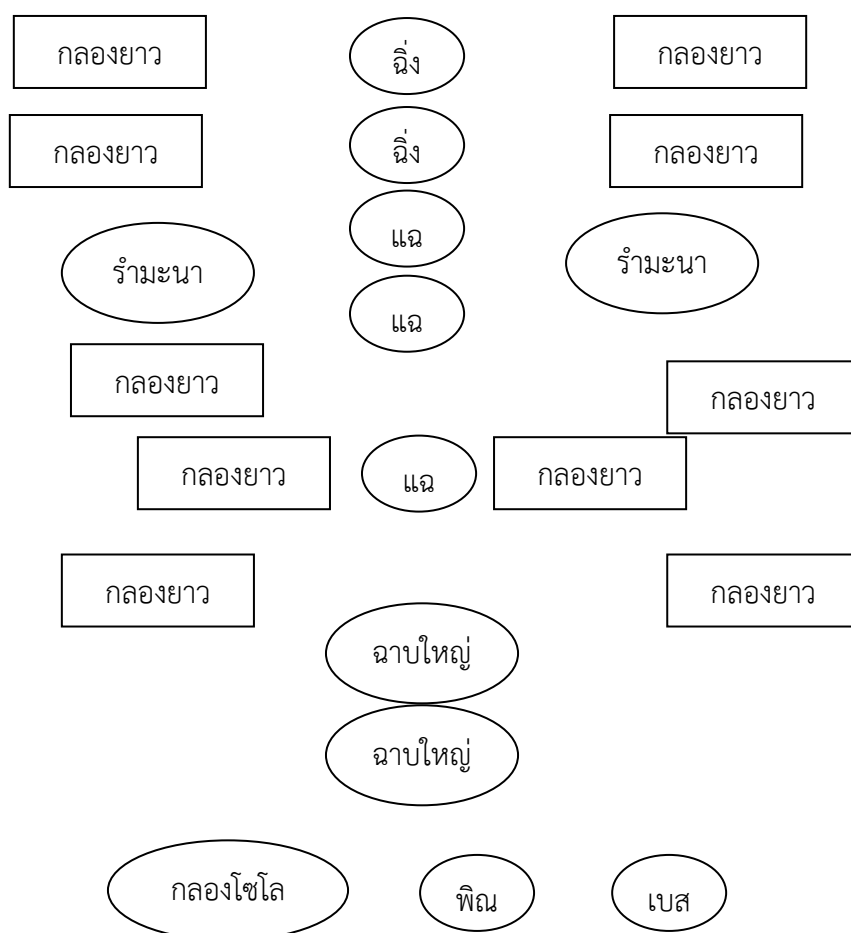 กลองยาว
ฉิ่ง
กลองยาว
กลองยาว
ฉิ่ง
กลองยาว
แฉ
รำมะนา
รำมะนา
แฉ
กลองยาว
กลองยาว
กลองยาว
แฉ
กลองยาว
กลองยาว
กลองยาว
ฉาบใหญ่
ฉาบใหญ่
กลองโซโล
พิณ
เบส